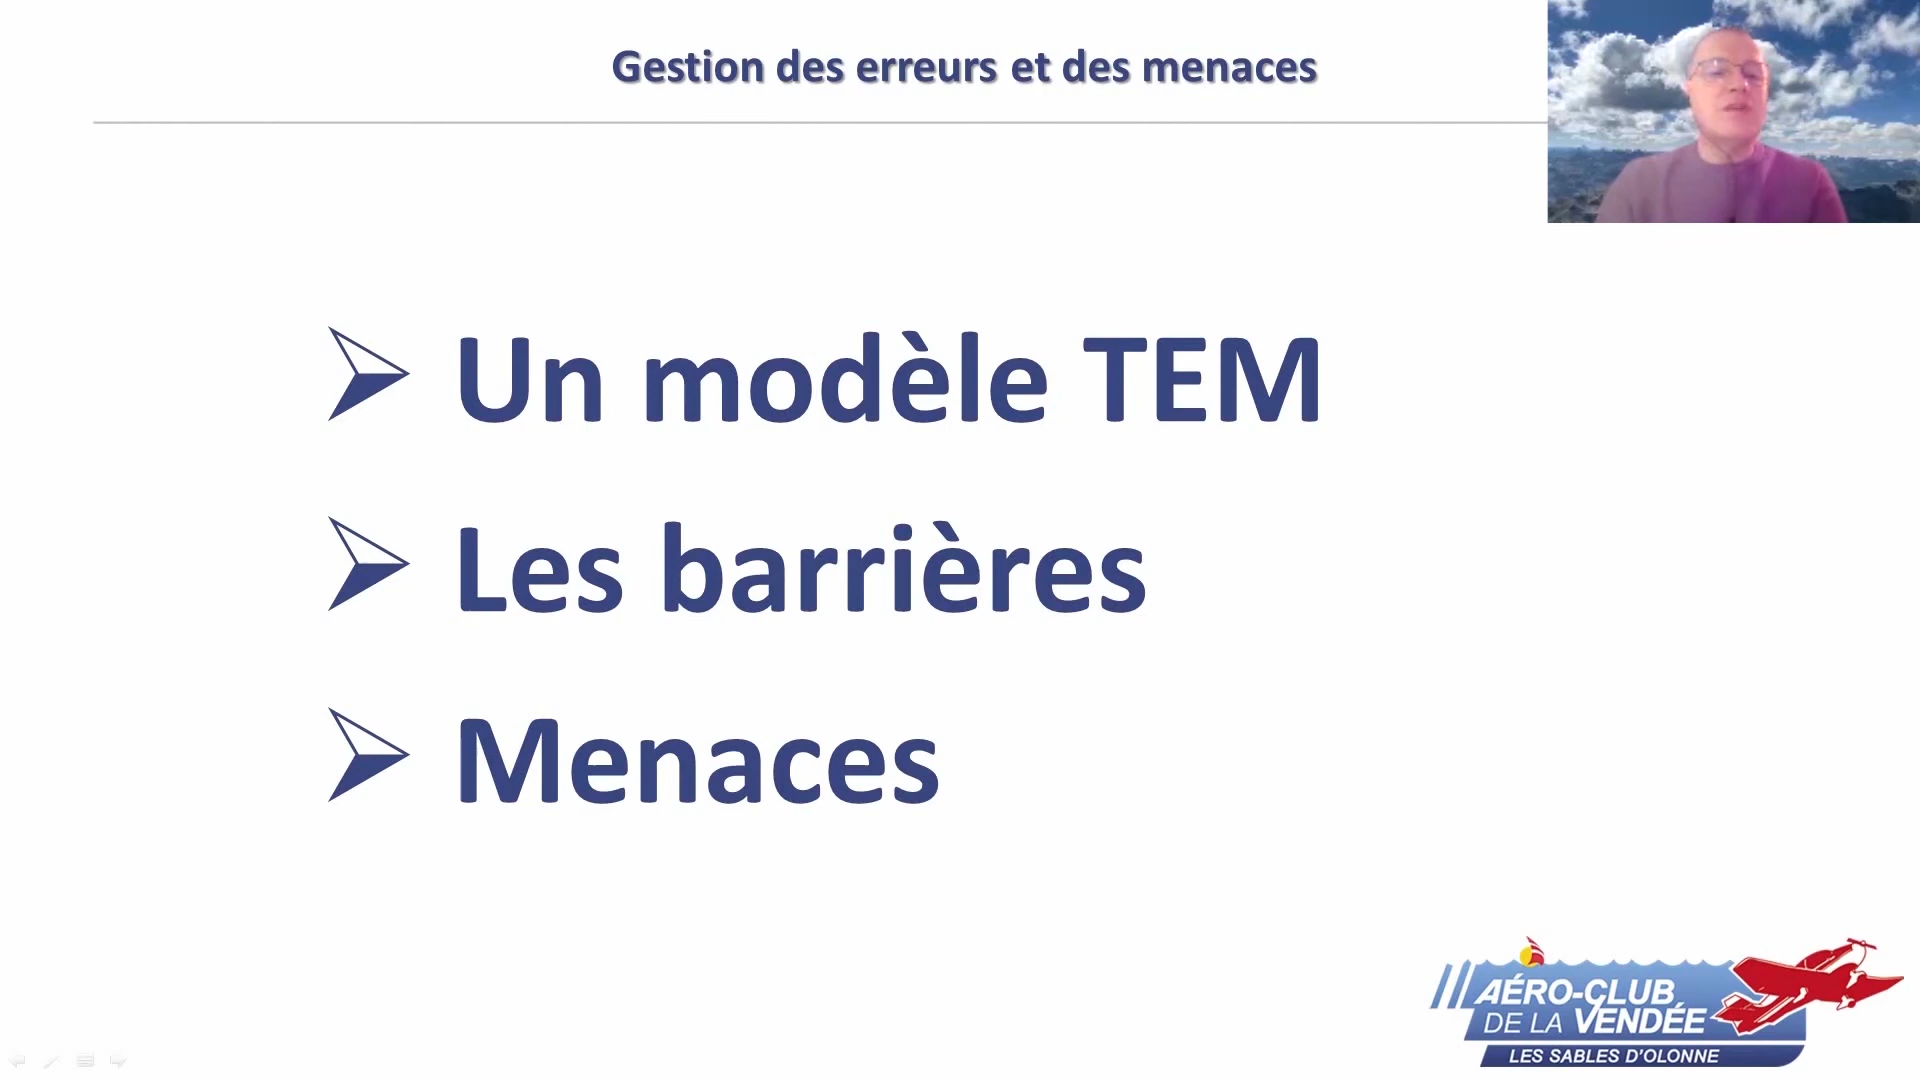 Gestion des erreurs et des menaces
Un modèle TEM
Les barrières
Menaces
AÉRO-CLUB
DE LA VENDÉE
LES SABLES D'OLONNE